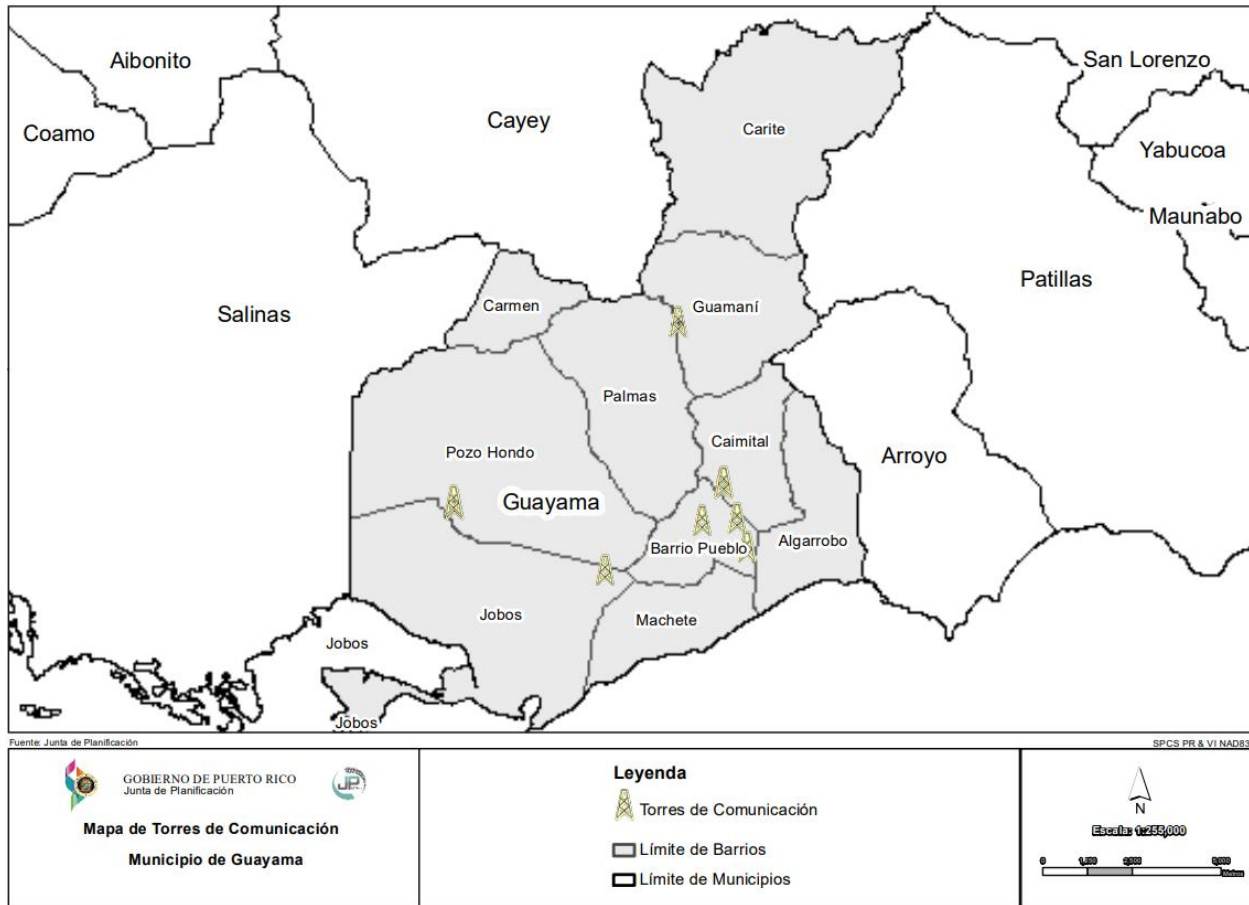 San Lorenzo
Aibonito
Cayey
Carite
Coamo
Yabucoa
Maunabo
Patillas
Salinas
Carmen
Guamaní
Palmas
Caimital
Pozo Hondo
Arroyo
Guayama
Barrio Pueblo
Algarrobo
Jobos
Machete
Jobos
Jobos
Fuente: Junta de Planificación
SPCS PR & VI NAD83
GOBIERNO DE PUERTO RICO
Junta de Planificación
JP
Mapa de Torres de Comunicación
Municipio de Guayama
Leyenda
Torres de Comunicación
Límite de Barrios
Límite de Municipios
N
Escala: 1:255,000
0
Metros